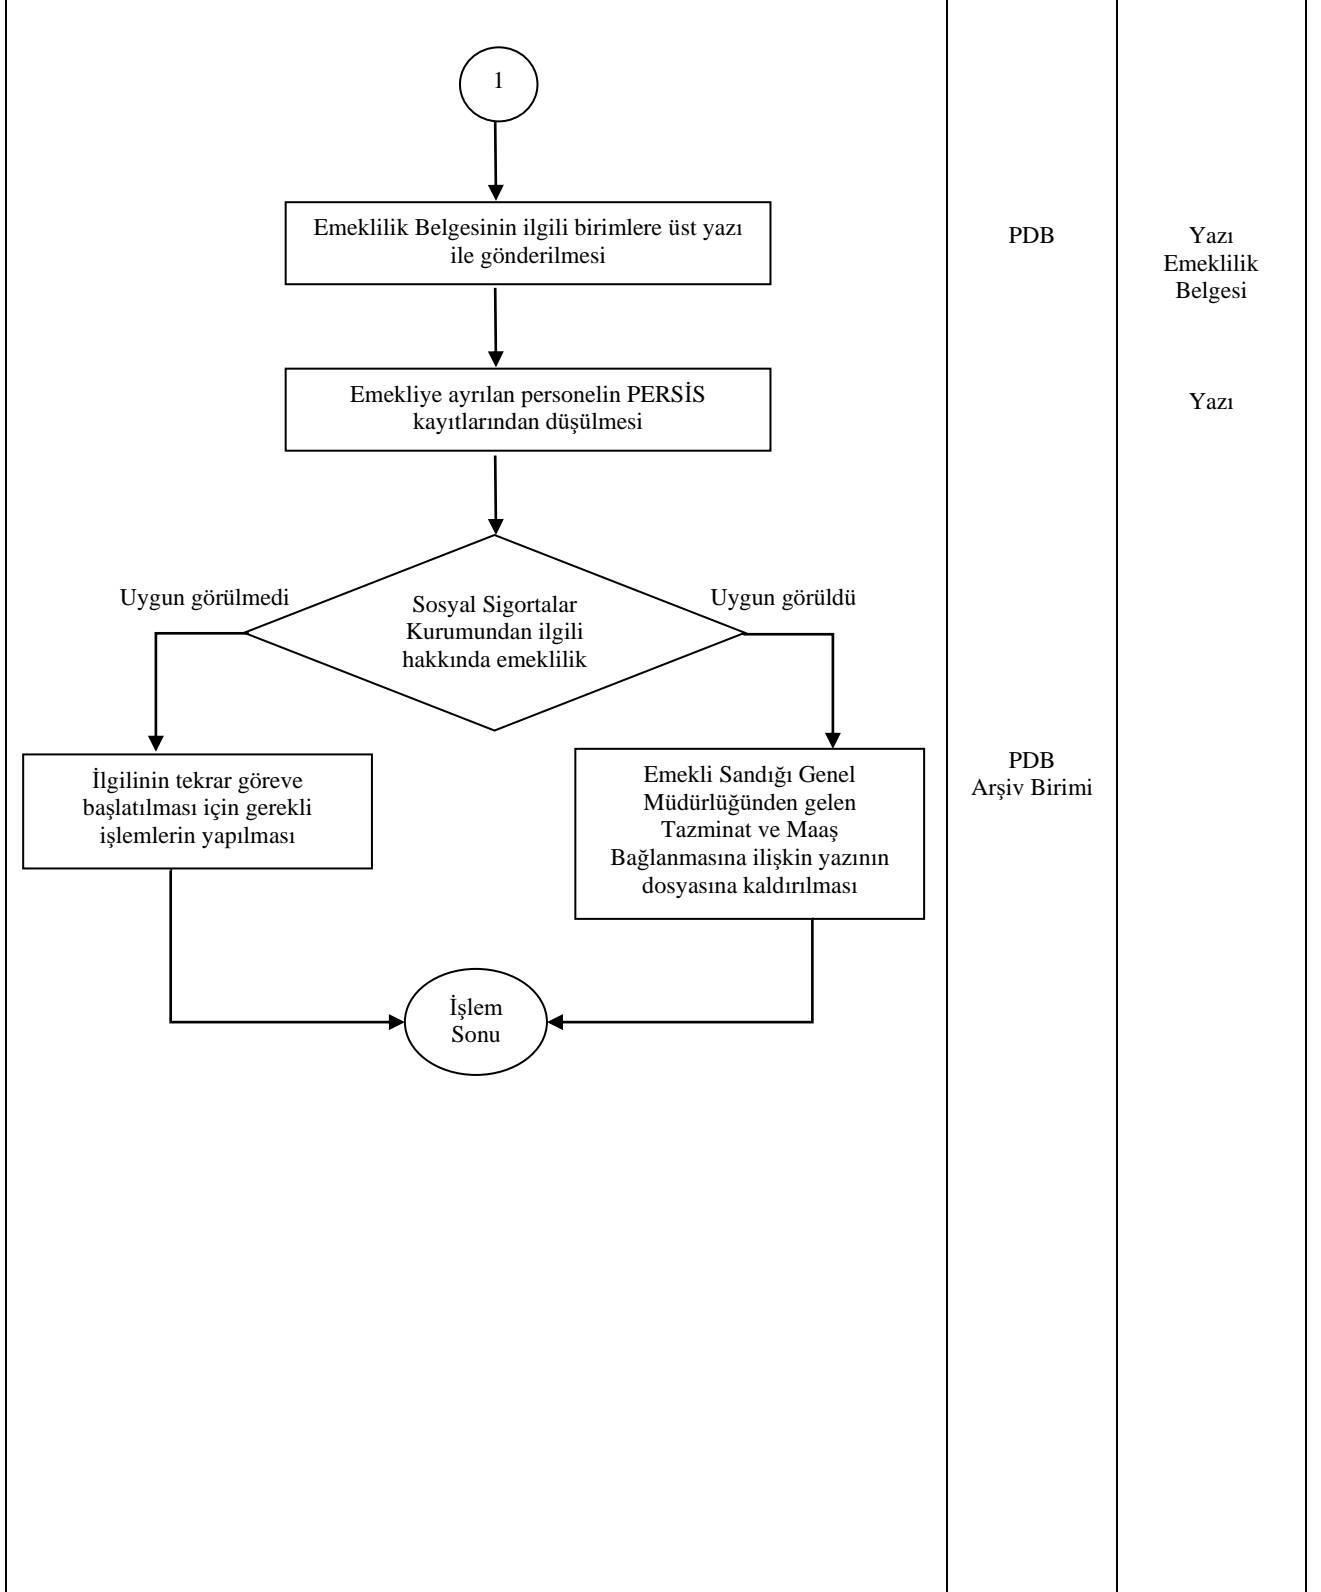 1
Emeklilik Belgesinin ilgili birimlere üst yazı
ile gönderilmesi
PDB
Yazı
Emeklilik
Belgesi
Emekliye ayrılan personelin PERSİS
kayıtlarından düşülmesi
Yazı
Uygun görülmedi
Uygun görüldü
Sosyal Sigortalar
Kurumundan ilgili
hakkında emeklilik
İlgilinin tekrar göreve
başlatılması için gerekli
işlemlerin yapılması
Emekli Sandığı Genel
Müdürlüğünden gelen
Tazminat ve Maaş
Bağlanmasına ilişkin yazının
dosyasına kaldırılması
PDB
Arşiv Birimi
İşlem
Sonu